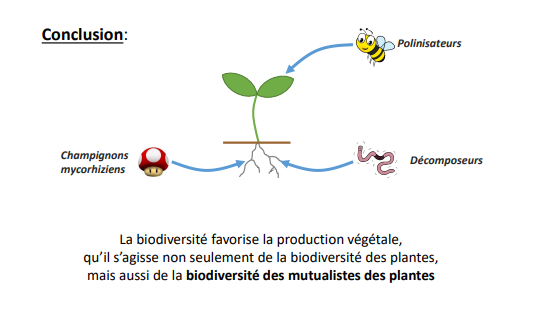 Conclusion:
Polinisateurs
Champignons
mycorhiziens
Décomposeurs
La biodiversité favorise la production végétale,
qu'il s'agisse non seulement de la biodiversité des plantes,
mais aussi de la biodiversité des mutualistes des plantes